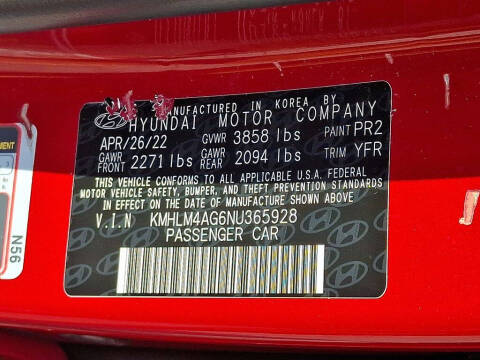 MANUFACTURED IN KOREA BY
HYUNDAI MOTOR COMPANY
APR/26/22 GVWR 3858 lbs PAINT PR2
GAWR FRONT 2271 lbs GAWR REAR 2094 lbs TRIM YFR
THIS VEHICLE CONFORMS TO ALL APPLICABLE U.S.A. FEDERAL
MOTOR VEHICLE SAFETY, BUMPER, AND THEFT PREVENTION STANDARDS
IN EFFECT ON THE DATE OF MANUFACTURE SHOWN ABOVE
V.I.N KMHLM4AG6NU365928
PASSENGER CAR
N56